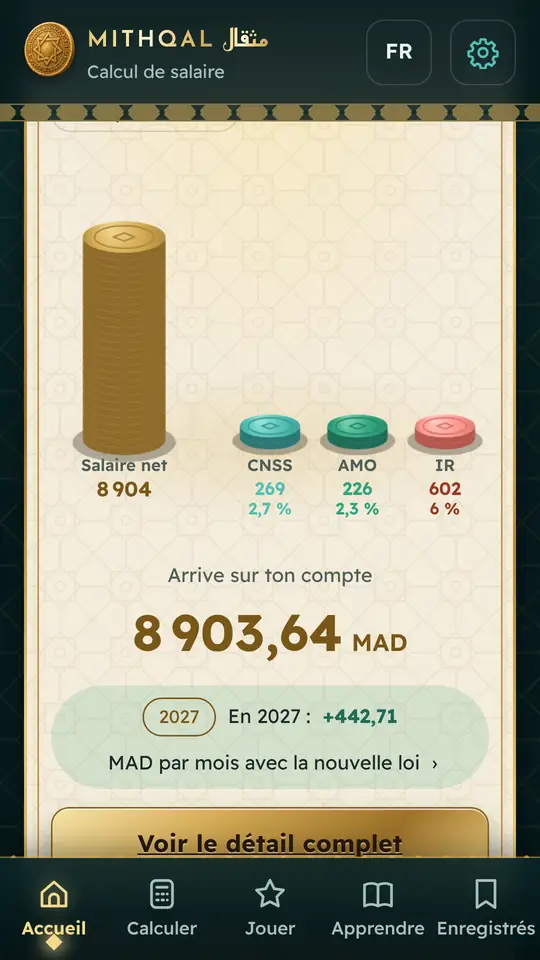 MITHQAL مثقال
Calcul de salaire
FR
Salaire net
8 904
CNSS
269
2,7 %
AMO
226
2,3 %
IR
602
6 %
Arrive sur ton compte
8 903,64 MAD
2027 En 2027 : +442,71
MAD par mois avec la nouvelle loi ›
Voir le détail complet
Accueil
Calculer
Jouer
Apprendre
Enregistrés